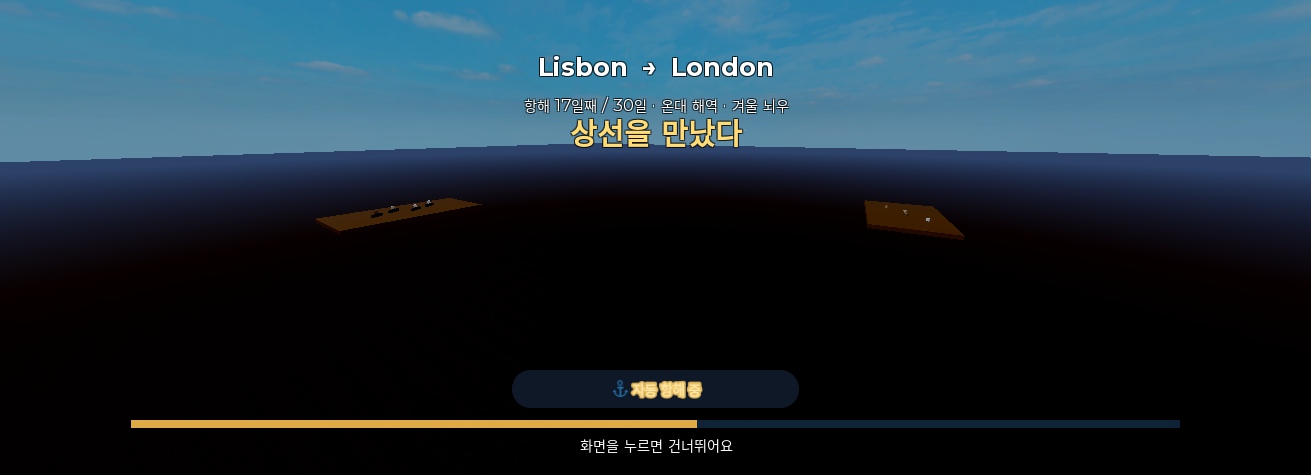 Lisbon → London
항해 17일째 / 30일 · 온대 해역 · 겨울 뇌우
상선을 만났다
⚓ 자동 항해 중
화면을 누르면 건너뛰어요